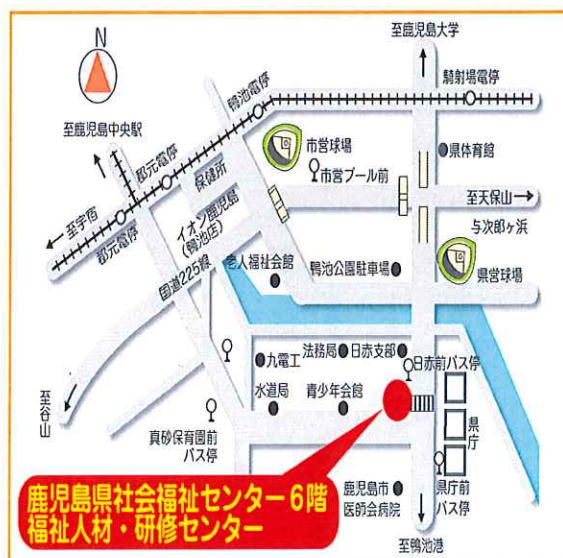 N
至鹿児島大学
鴨池電停
騎射場電停
至鹿児島中央駅
市営球場
県体育館
郡元電停
保健所
市営プール前
至天保山
至宇宿
郡元電停
イオン鹿児島
(鴨池店)
与次郎ヶ浜
国道225線
老人福祉会館
鴨池公園駐車場
県営球場
九電工
法務局
日赤支部
日赤前バス停
至谷山
水道局
青少年会館
真砂保育園前
バス停
県庁
鹿児島県社会福祉センター6階
福祉人材・研修センター
鹿児島市
医師会病院
県庁前
バス停
至鴨池港